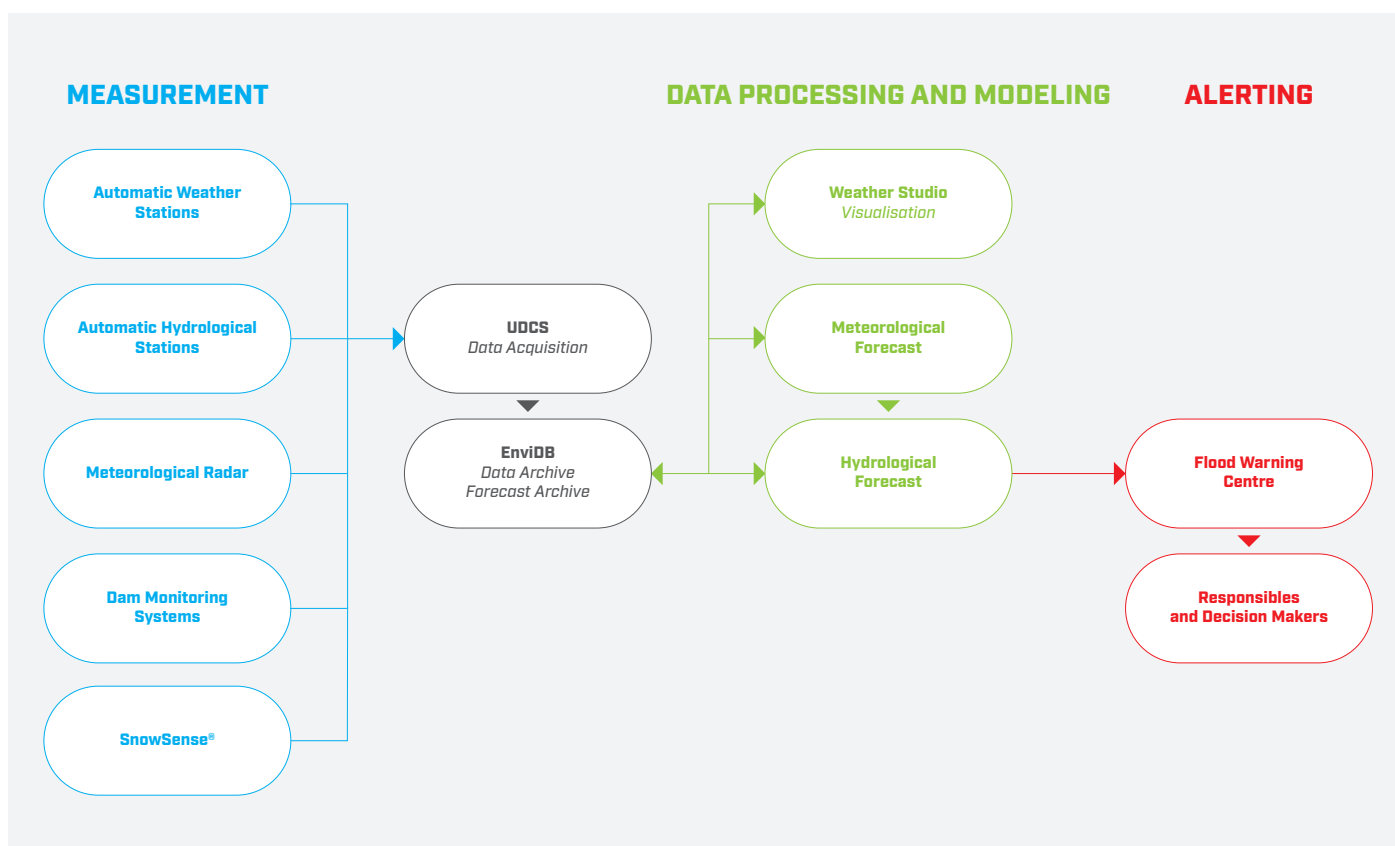 MEASUREMENT
DATA PROCESSING AND MODELING
ALERTING
Automatic Weather
Stations
Automatic Hydrological
Stations
Meteorological Radar
Dam Monitoring
Systems
SnowSense®
UDCS
Data Acquisition
EnviDB
Data Archive
Forecast Archive
Weather Studio
Visualisation
Meteorological
Forecast
Hydrological
Forecast
Flood Warning
Centre
Responsibles
and Decision Makers